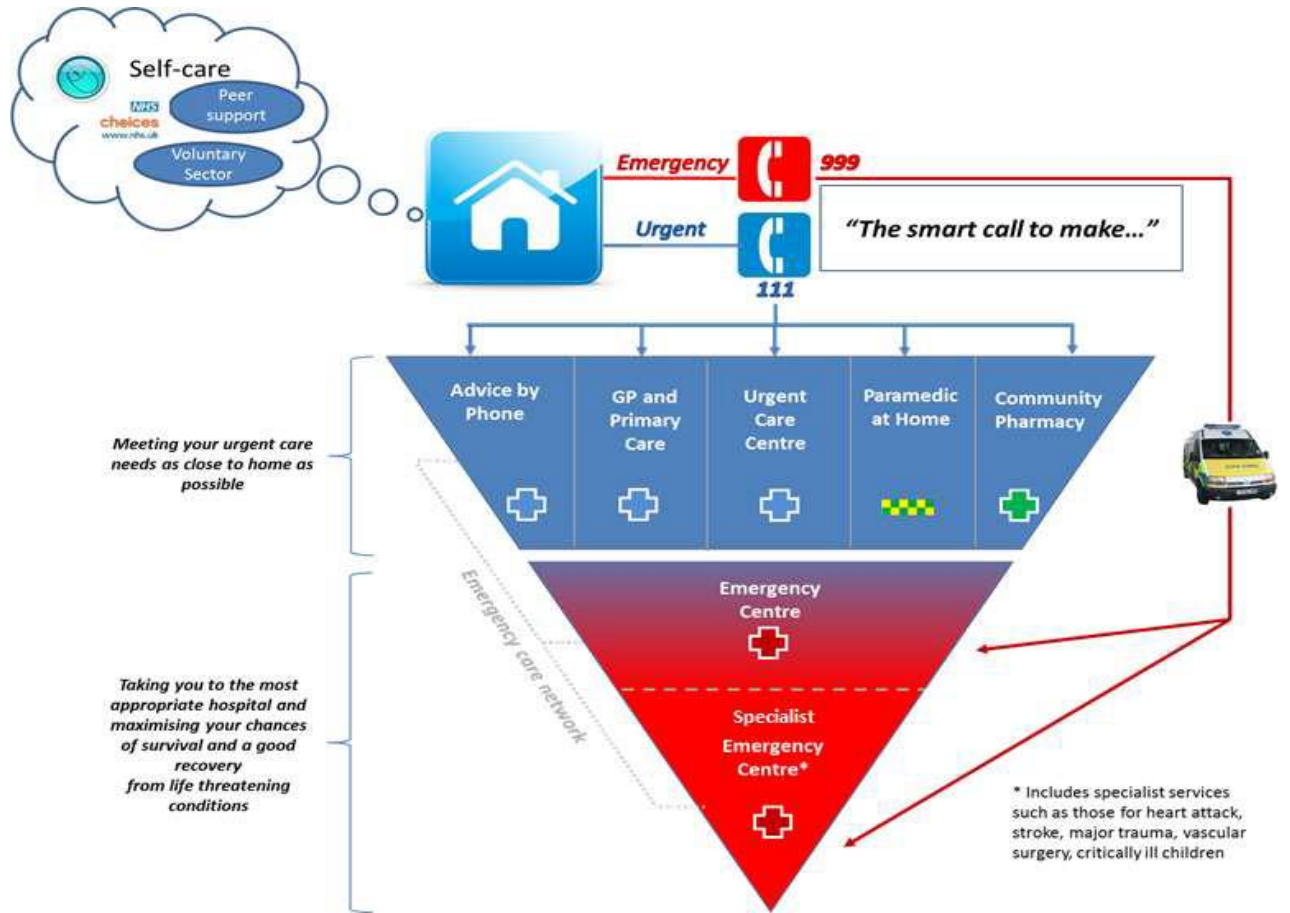 Self-care
Peer
support
NHS
choices
www.nhs.uk
Voluntary
Sector
Emergency
999
Urgent
111
“The smart call to make...”
Advice by
Phone
GP and
Primary
Care
Urgent
Care
Centre
Paramedic
at Home
Community
Pharmacy
Meeting your urgent care
needs as close to home as
possible
Emergency care network
Emergency
Centre
Taking you to the most
appropriate hospital and
maximising your chances
of survival and a good
recovery
from life threatening
conditions
Specialist
Emergency
Centre*
* Includes specialist services
such as those for heart attack,
stroke, major trauma, vascular
surgery, critically ill children